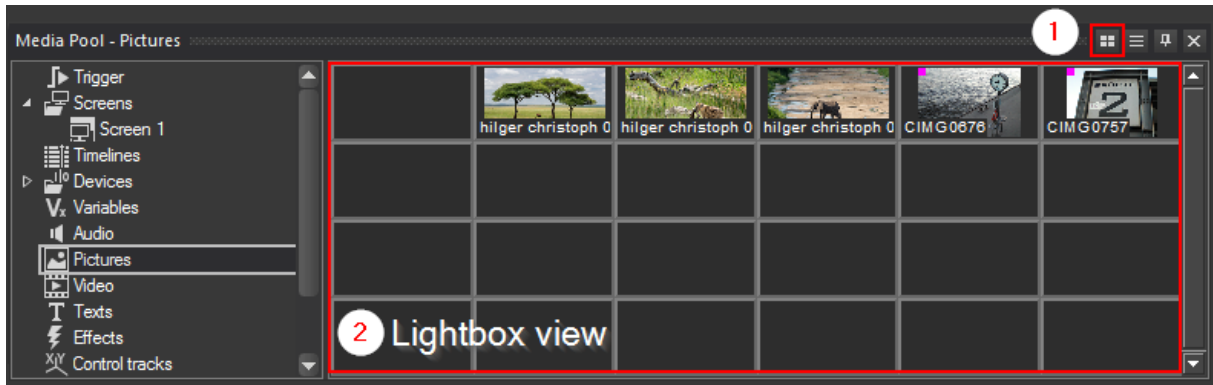 Media Pool - Pictures
1
Trigger
Screens
Screen 1
Timelines
Devices
Variables
Audio
Pictures
Video
Texts
Effects
Control tracks
hilger christoph 0
hilger christoph 0
hilger christoph 0
CIMG0676
CIMG0757
2
2 Lightbox view